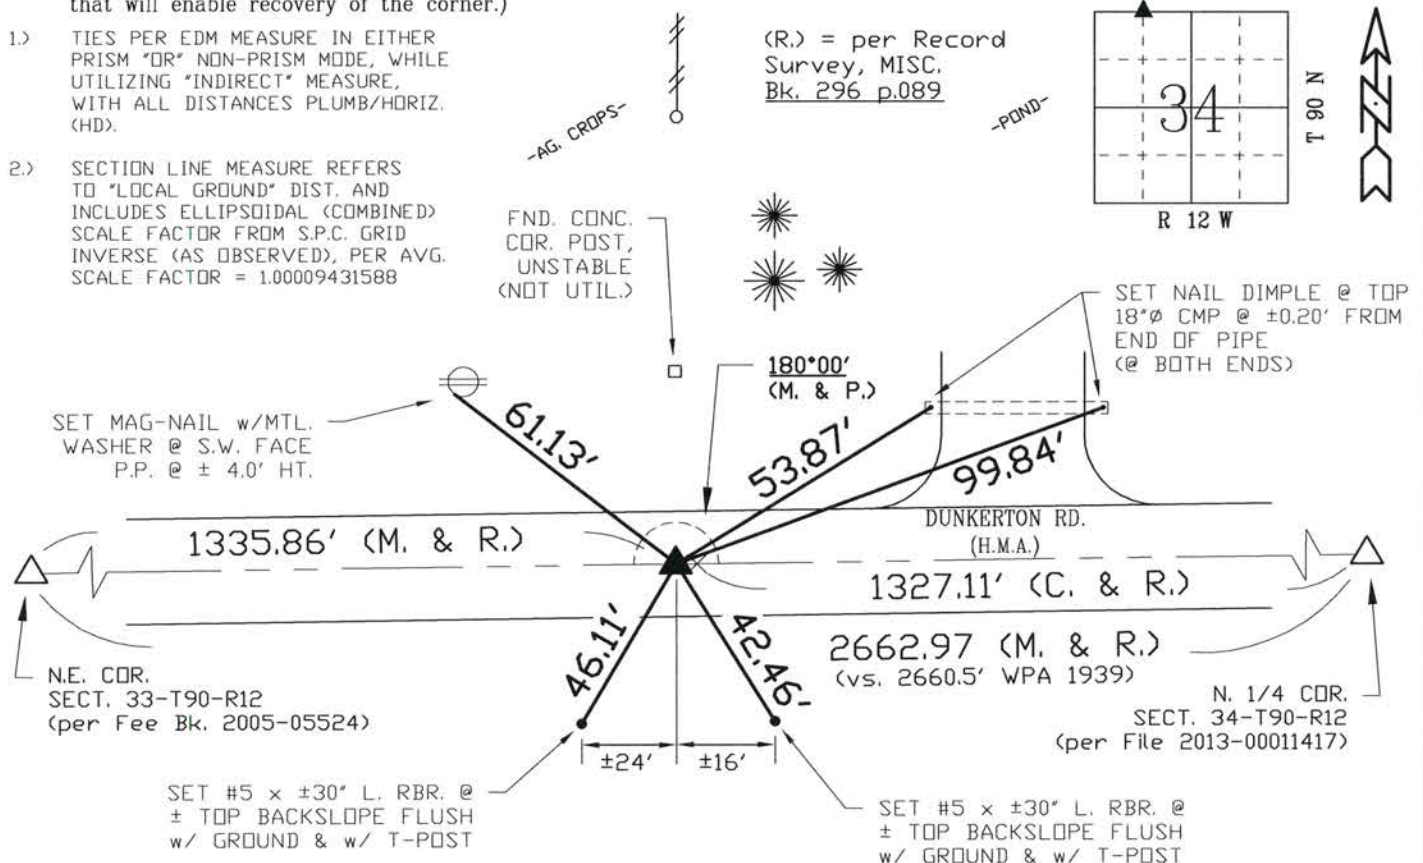 that will enable recovery of the corner.)
1.) TIES PER EDM MEASURE IN EITHER
PRISM "OR" NON-PRISM MODE, WHILE
UTILIZING "INDIRECT" MEASURE,
WITH ALL DISTANCES PLUMB/HORIZ.
(HD).
2.) SECTION LINE MEASURE REFERS
TO "LOCAL GROUND" DIST. AND
INCLUDES ELLIPSOIDAL (COMBINED)
SCALE FACTOR FROM S.P.C. GRID
INVERSE (AS OBSERVED), PER AVG.
SCALE FACTOR = 1.00009431588
-AG. CROPS-
(R.) = per Record
Survey, MISC.
Bk. 296 p.089
-POND-
34
T 90 N
R 12 W
N
FND. CONC.
COR. POST,
UNSTABLE
(NOT UTIL.)
SET NAIL DIMPLE @ TOP
18"Ø CMP @ ±0.20' FROM
END OF PIPE
(@ BOTH ENDS)
180°00'
(M. & P.)
SET MAG-NAIL w/MTL.
WASHER @ S.W. FACE
P.P. @ ± 4.0' HT.
61.13'
53.87'
99.84'
DUNKERTON RD.
(H.M.A.)
1335.86' (M. & R.)
1327.11' (C. & R.)
2662.97 (M. & R.)
(vs. 2660.5' WPA 1939)
46.11'
42.46'
N.E. COR.
SECT. 33-T90-R12
(per Fee Bk. 2005-05524)
N. 1/4 COR.
SECT. 34-T90-R12
(per File 2013-00011417)
±24'
±16'
SET #5 x ±30" L. RBR. @
± TOP BACKSLOPE FLUSH
w/ GROUND & w/ T-POST
SET #5 x ±30" L. RBR. @
± TOP BACKSLOPE FLUSH
w/ GROUND & w/ T-POST